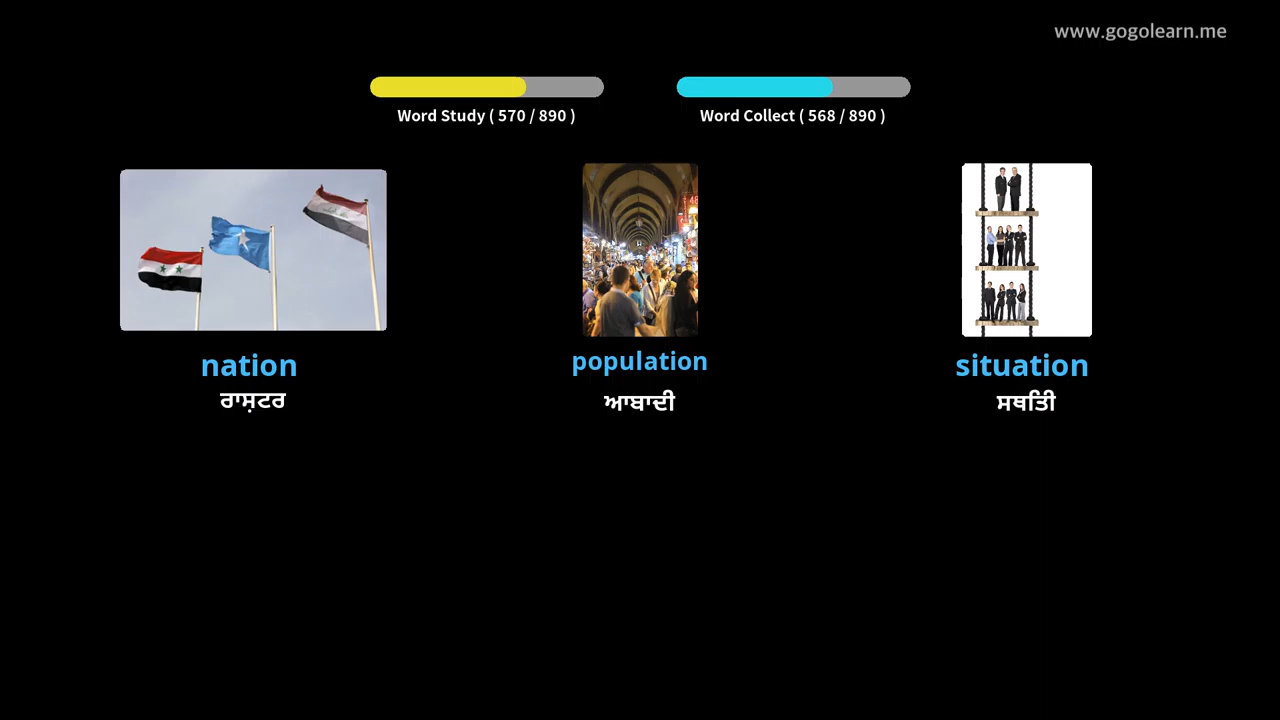 www.gogolearn.me
Word Study ( 570 / 890 )
Word Collect ( 568 / 890 )
nation
population
situation
ਰਾਸ਼ਟਰ
ਆਬਾਦੀ
ਸਥਤਿੀ